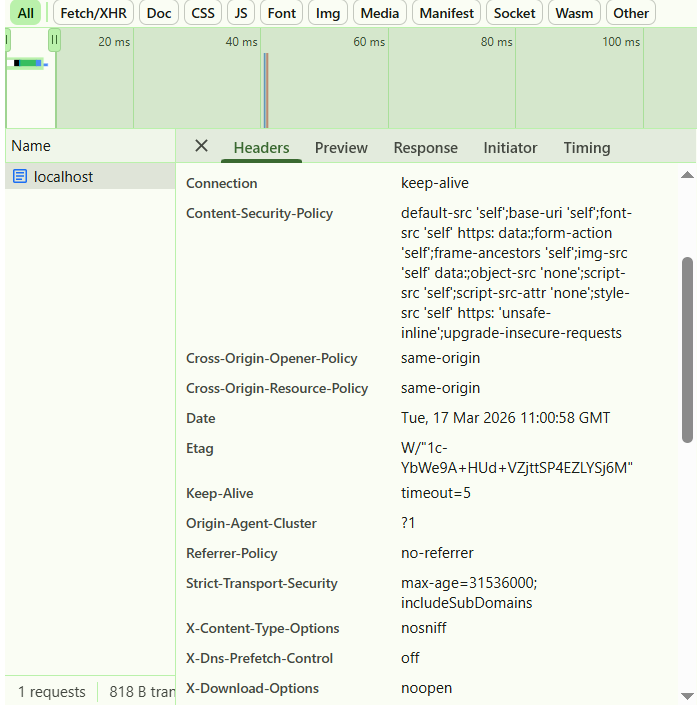 All Fetch/XHR Doc CSS JS Font Img Media Manifest Socket Wasm Other
20 ms 40 ms 60 ms 80 ms 100 ms
Name
localhost
1 requests 818 B tran
Headers Preview Response Initiator Timing
Connection keep-alive
Content-Security-Policy default-src 'self';base-uri 'self';font-
src 'self' https: data:;form-action
'self';frame-ancestors 'self';img-src
'self' data:;object-src 'none';script-
src 'self';script-src-attr 'none';style-
src 'self' https: 'unsafe-
inline';upgrade-insecure-requests
Cross-Origin-Opener-Policy same-origin
Cross-Origin-Resource-Policy same-origin
Date Tue, 17 Mar 2026 11:00:58 GMT
Etag W/"1c-
YbWe9A+HUd+VZjttSP4EZLYSj6M"
Keep-Alive timeout=5
Origin-Agent-Cluster ?1
Referrer-Policy no-referrer
Strict-Transport-Security max-age=31536000;
includeSubDomains
X-Content-Type-Options nosniff
X-Dns-Prefetch-Control off
X-Download-Options noopen